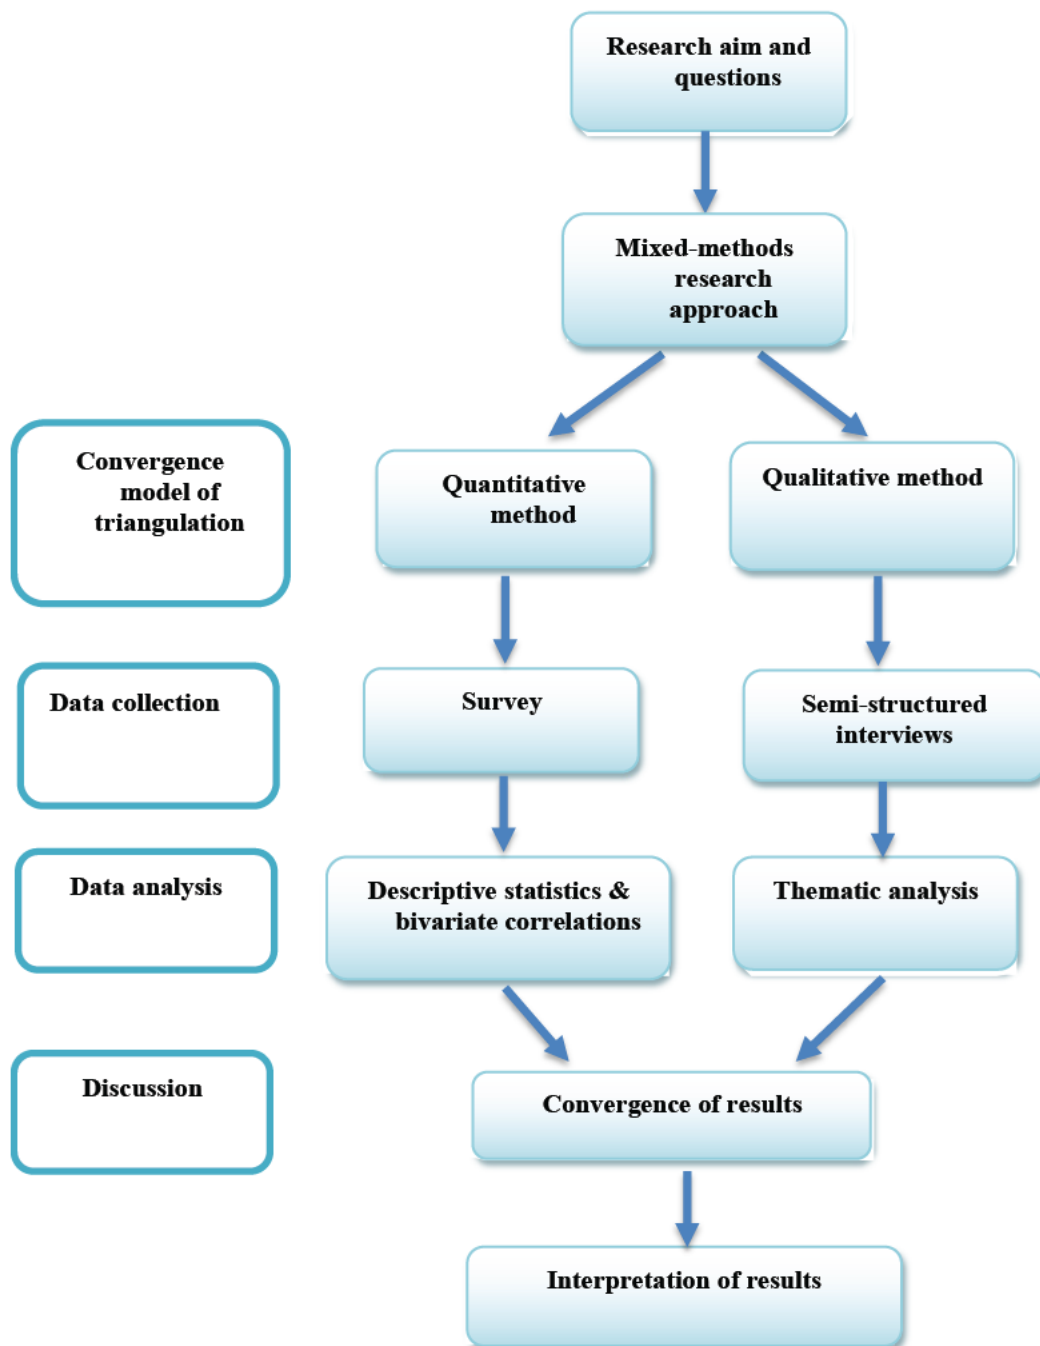 Research aim and
questions
Mixed-methods
research
approach
Convergence
model of
triangulation
Quantitative
method
Qualitative method
Data collection
Survey
Semi-structured
interviews
Data analysis
Descriptive statistics &
bivariate correlations
Thematic analysis
Discussion
Convergence of results
Interpretation of results